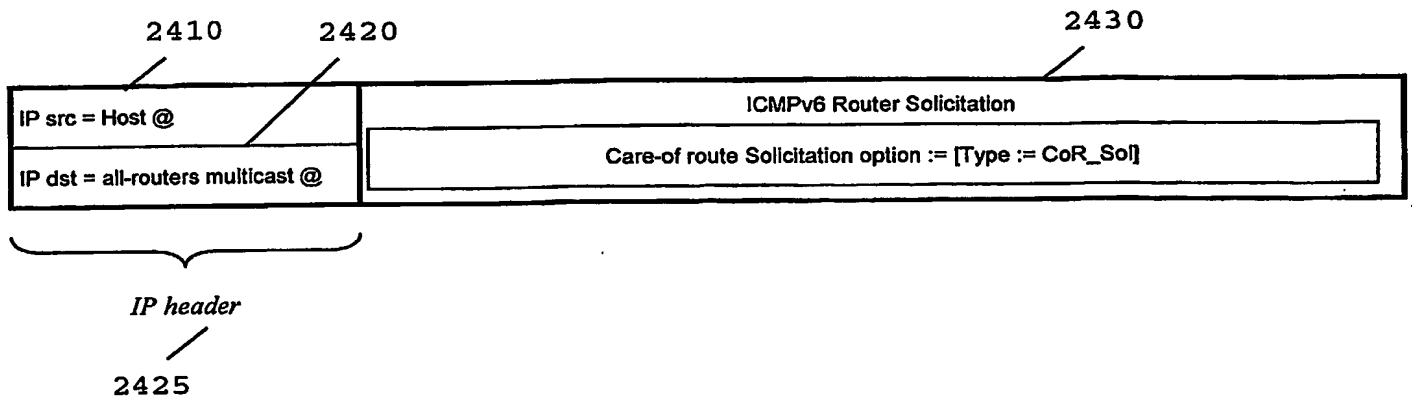 2410
2420
2430
IP src = Host @
ICMPv6 Router Solicitation
Care-of route Solicitation option := [Type := CoR_Sol]
IP dst = all-routers multicast @
IP header
2425